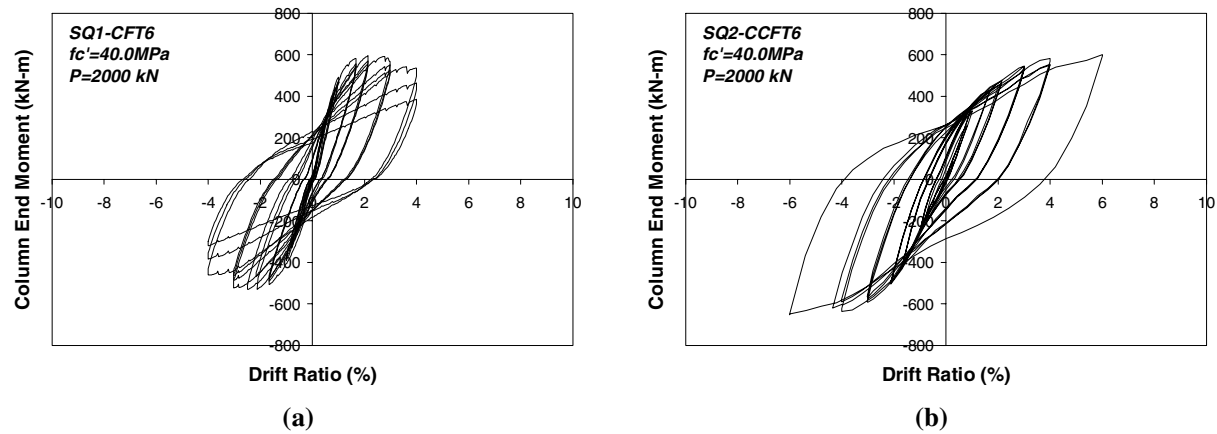 800
600
400
200
0
-200
-400
-600
-800
-10 -8 -6 -4 -2 0 2 4 6 8 10
Column End Moment (kN-m)
Drift Ratio (%)
SQ1-CFT6
fc'=40.0MPa
P=2000 kN
(a)
800
600
400
200
0
-200
-400
-600
-800
-10 -8 -6 -4 -2 0 2 4 6 8 10
Column End Moment (kN-m)
Drift Ratio (%)
SQ2-CCFT6
fc'=40.0MPa
P=2000 kN
(b)